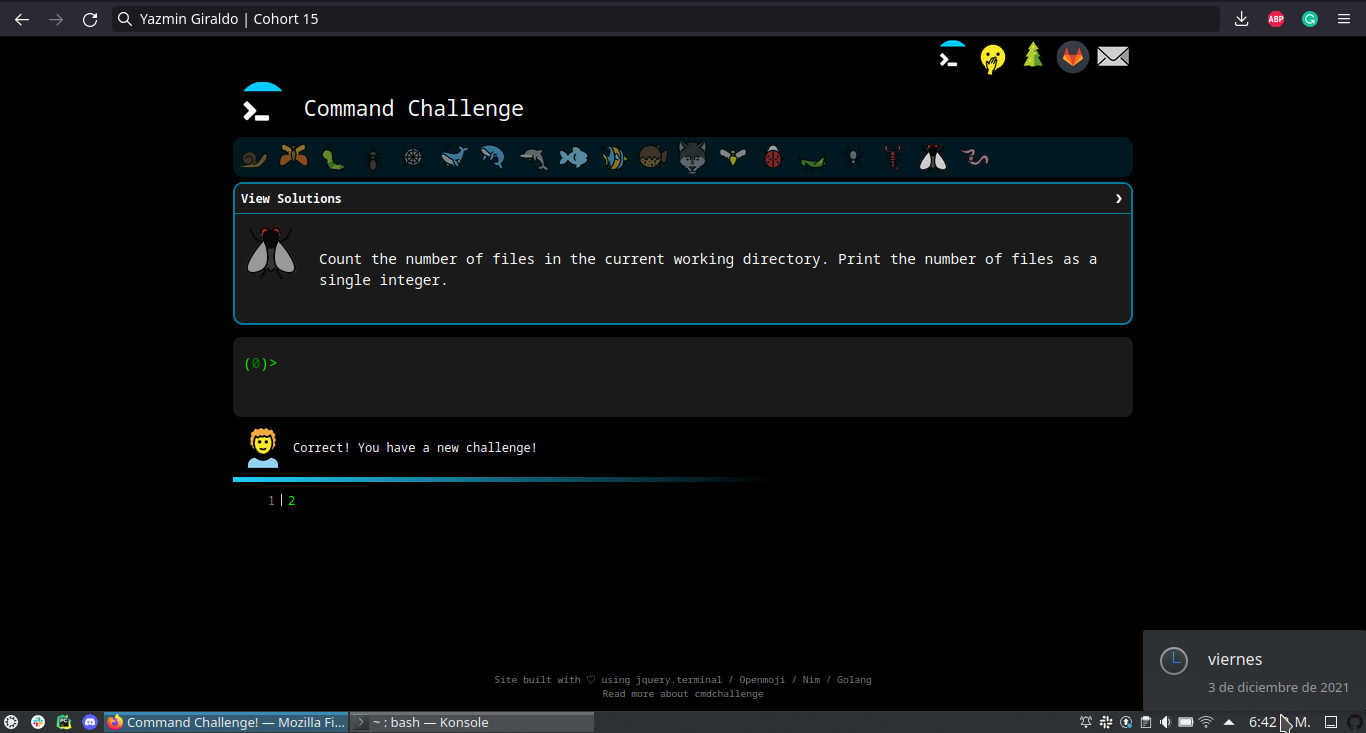 Yazmin Giraldo | Cohort 15
ABP
G
Command Challenge
View Solutions
Count the number of files in the current working directory. Print the number of files as a
single integer.
(0)>
Correct! You have a new challenge!
1 | 2
Site built with ♡ using jquery.terminal / Openmoji / Nim / Golang
Read more about cmdchallenge
viernes
3 de diciembre de 2021
Command Challenge! — Mozilla Fi...
~ : bash — Konsole
6:42 M.